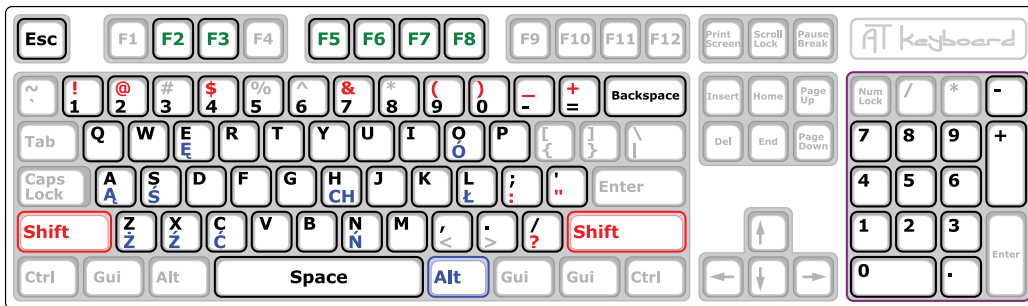 Esc F1 F2 F3 F4 F5 F6 F7 F8 F9 F10 F11 F12 Print Screen Scroll Lock Pause Break AT Keyboard
~ ! @ # $ % ^ & * ( ) _ +
` 1 2 3 4 5 6 7 8 9 0 - = Backspace Insert Home Page Up Num Lock / * -
Tab Q W E R T Y U I O P [ ] \ Del End Page Down 7 8 9 +
Ę Ó { } |
Caps Lock A S D F G H J K L ; ' Enter 4 5 6
Ą Ś CH Ł : "
Shift Z X C V B N M , . / Shift 1 2 3 Enter
Ż Ź Ć Ń < > ?
Ctrl Gui Alt Space Alt Gui Gui Ctrl 0 .